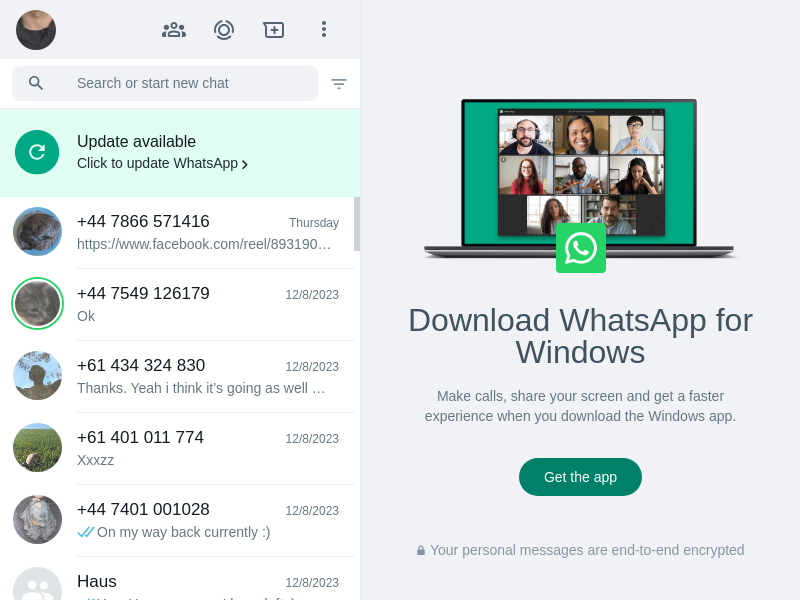 Search or start new chat
Update available
Click to update WhatsApp
+44 7866 571416
Thursday
https://www.facebook.com/reel/893190…
+44 7549 126179
12/8/2023
Ok
+61 434 324 830
12/8/2023
Thanks. Yeah i think it's going as well …
+61 401 011 774
12/8/2023
Xxxzz
+44 7401 001028
12/8/2023
On my way back currently :)
Haus
12/8/2023
Download WhatsApp for
Windows
Make calls, share your screen and get a faster
experience when you download the Windows app.
Get the app
Your personal messages are end-to-end encrypted